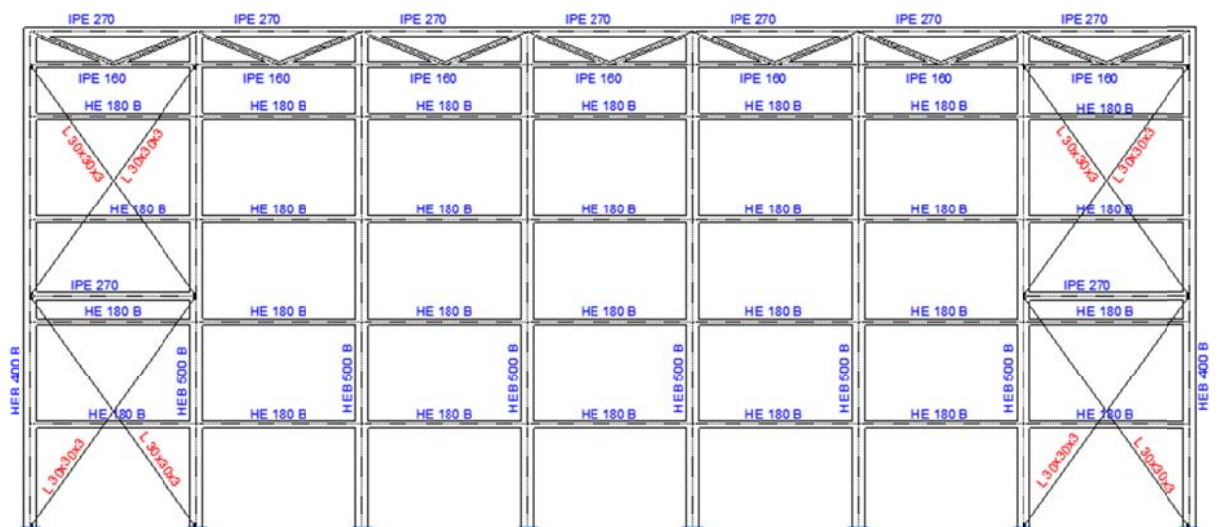 IPE 270 IPE 270 IPE 270 IPE 270 IPE 270 IPE 270 IPE 270
IPE 160 IPE 160 IPE 160 IPE 160 IPE 160 IPE 160 IPE 160
HE 180 B HE 180 B HE 180 B HE 180 B HE 180 B HE 180 B HE 180 B
L 30x30x3 L 30x30x3 L 30x30x3 L 30x30x3
HE 180 B HE 180 B HE 180 B HE 180 B HE 180 B HE 180 B HE 180 B
IPE 270 IPE 270
HE 180 B HE 180 B HE 180 B HE 180 B HE 180 B HE 180 B HE 180 B
HEB 400 B HEB 500 B HEB 500 B HEB 500 B HEB 500 B HEB 500 B HEB 500 B HEB 400 B
HE 180 B HE 180 B HE 180 B HE 180 B HE 180 B HE 180 B HE 180 B
L 30x30x3 L 30x30x3 L 30x30x3 L 30x30x3